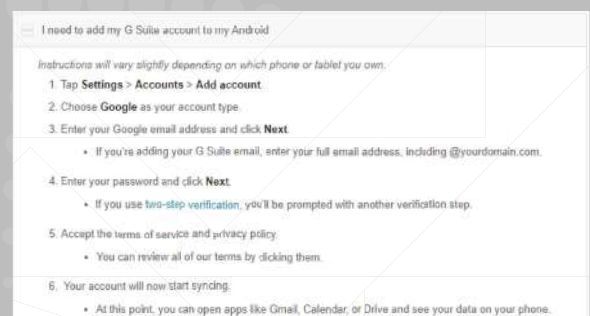 I need to add my G Suite account to my Android
Instructions will vary slightly depending on which phone or tablet you own.
1. Tap Settings > Accounts > Add account.
2. Choose Google as your account type.
3. Enter your Google email address and click Next.
• If you're adding your G Suite email, enter your full email address, including @yourdomain.com.
4. Enter your password and click Next.
• If you use two-step verification, you'll be prompted with another verification step.
5. Accept the terms of service and privacy policy.
• You can review all of our terms by clicking them.
6. Your account will now start syncing.
• At this point, you can open apps like Gmail, Calendar, or Drive and see your data on your phone.